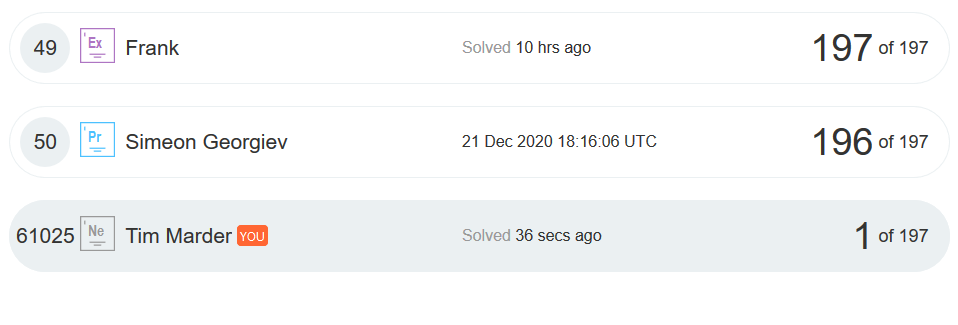 49 Ex Frank Solved 10 hrs ago 197 of 197
50 Pr Simeon Georgiev 21 Dec 2020 18:16:06 UTC 196 of 197
61025 Ne Tim Marder YOU Solved 36 secs ago 1 of 197